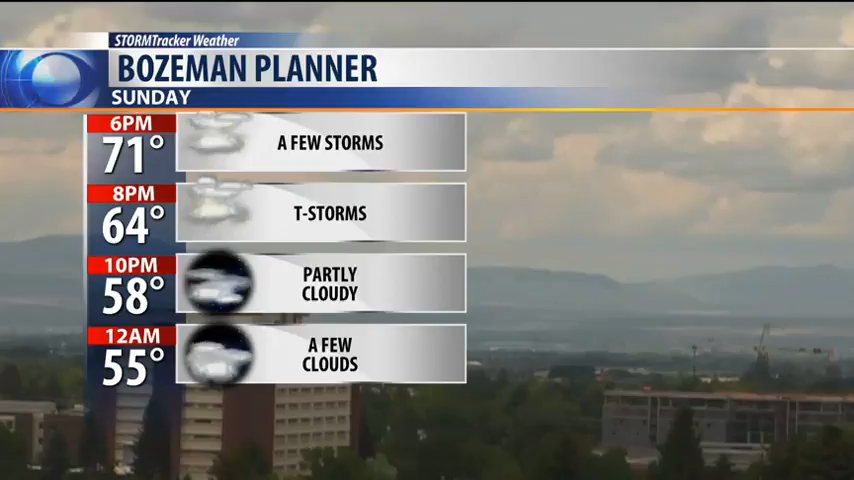 STORMTracker Weather
BOZEMAN PLANNER
SUNDAY
6PM
71°
A FEW STORMS
8PM
64°
T-STORMS
10PM
58°
PARTLY
CLOUDY
12AM
55°
A FEW
CLOUDS